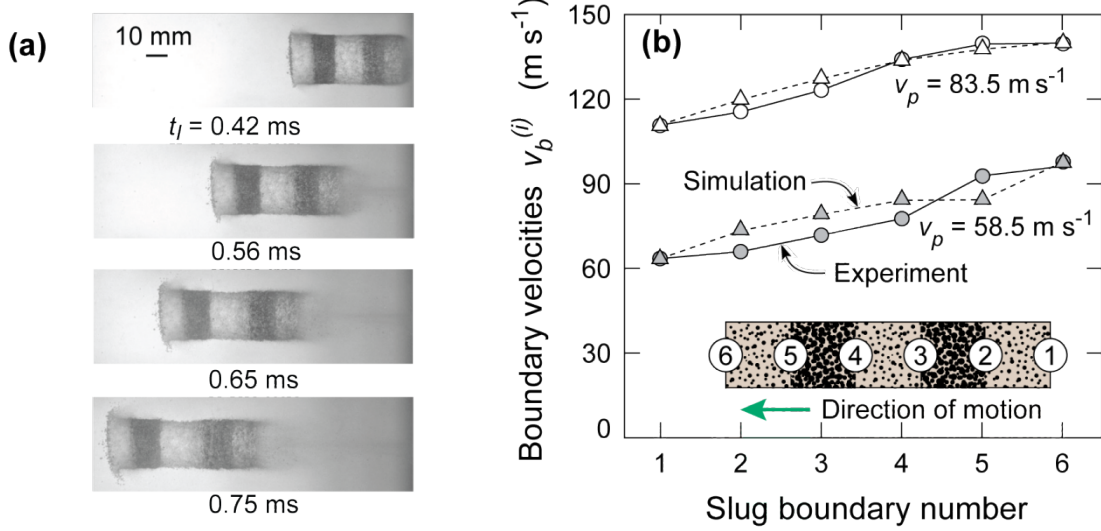 (a)
10 mm
t_l = 0.42 ms
0.56 ms
0.65 ms
0.75 ms
(b)
Boundary velocities v_b^(i) (m s⁻¹)
150
120
90
60
30
0
v_p = 83.5 m s⁻¹
Simulation
v_p = 58.5 m s⁻¹
Experiment
6 5 4 3 2 1
Direction of motion
1 2 3 4 5 6
Slug boundary number